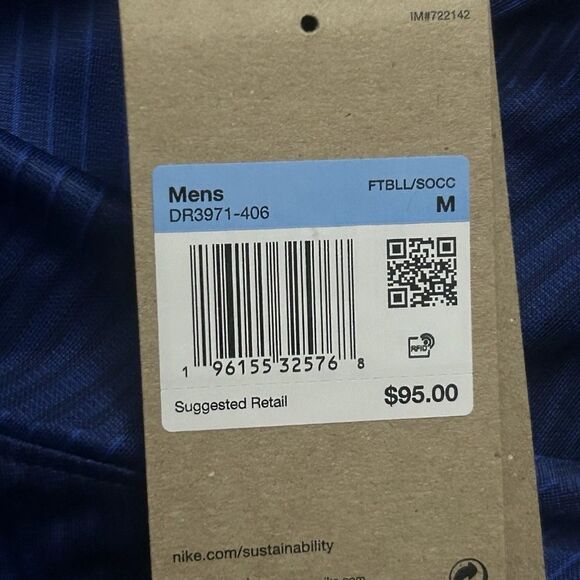 IM#722142
Mens FTBLL/SOCC
DR3971-406 M
1 96155 32576 8
RFID
Suggested Retail $95.00
nike.com/sustainability